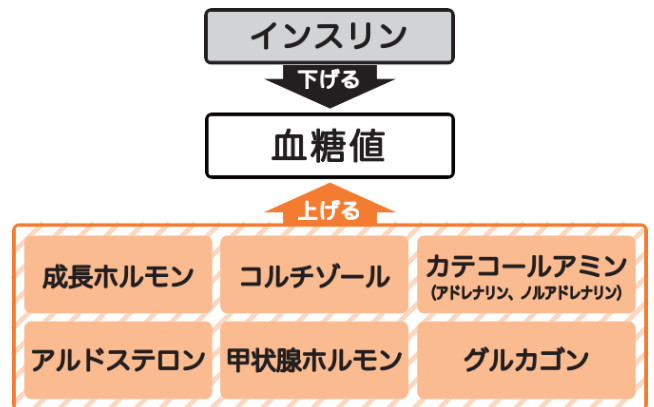 インスリン
下げる
血糖値
上げる
成長ホルモン
コルチゾール
カテコールアミン
(アドレナリン、ノルアドレナリン)
アルドステロン
甲状腺ホルモン
グルカゴン